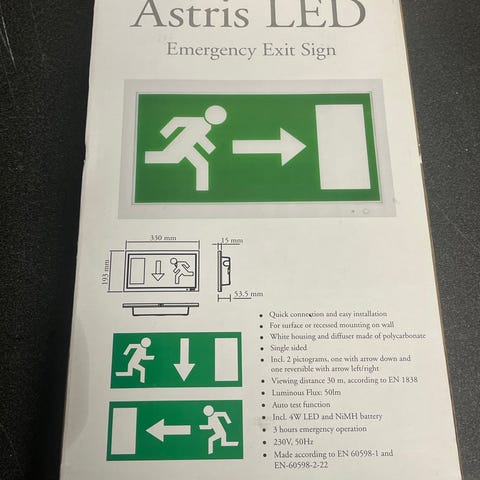 Astris LED
Emergency Exit Sign
330 mm
15 mm
193 mm
53.5 mm
• Quick connection and easy installation
• For surface or recessed mounting on wall
• White housing and diffuser made of polycarbonate
• Single sided
• Incl. 2 pictograms, one with arrow down and
one reversible with arrow left/right
• Viewing distance 30 m, according to EN 1838
• Luminous Flux: 50lm
• Auto test function
• Incl. 4W LED and NiMH battery
• 3 hours emergency operation
• 230V, 50Hz
• Made according to EN 60598-1 and
EN-60598-2-22